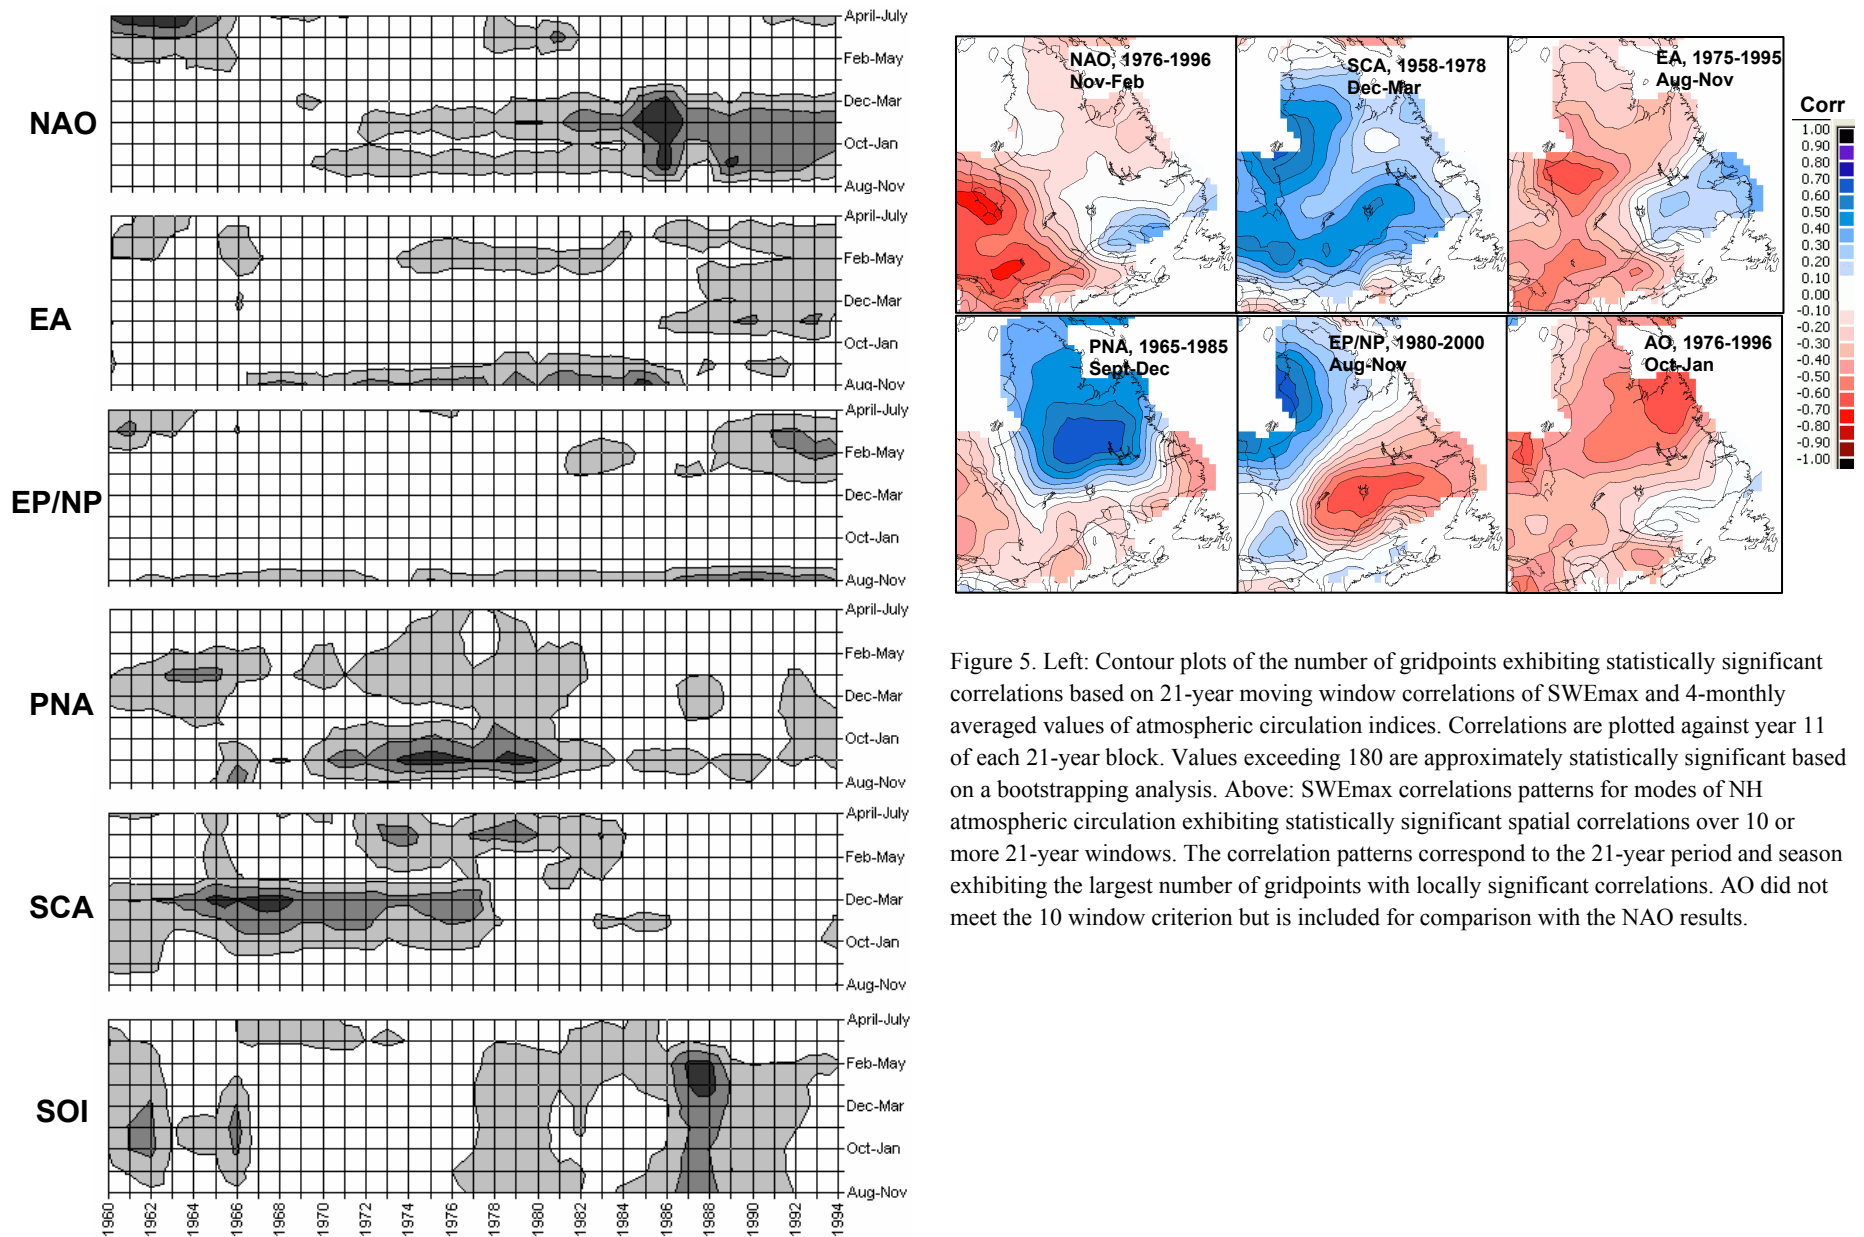 NAO
April-July
Feb-May
Dec-Mar
Oct-Jan
Aug-Nov
EA
April-July
Feb-May
Dec-Mar
Oct-Jan
Aug-Nov
EP/NP
April-July
Feb-May
Dec-Mar
Oct-Jan
Aug-Nov
PNA
April-July
Feb-May
Dec-Mar
Oct-Jan
Aug-Nov
SCA
April-July
Feb-May
Dec-Mar
Oct-Jan
Aug-Nov
SOI
April-July
Feb-May
Dec-Mar
Oct-Jan
Aug-Nov
1960
1962
1964
1966
1968
1970
1972
1974
1976
1978
1980
1982
1984
1986
1988
1990
1992
1994
NAO, 1976-1996
Nov-Feb
SCA, 1958-1978
Dec-Mar
EA, 1975-1995
Aug-Nov
PNA, 1965-1985
Sept-Dec
EP/NP, 1980-2000
Aug-Nov
AO, 1976-1996
Oct-Jan
Corr
1.00
0.90
0.80
0.70
0.60
0.50
0.40
0.30
0.20
0.10
0.00
-0.10
-0.20
-0.30
-0.40
-0.50
-0.60
-0.70
-0.80
-0.90
-1.00
Figure 5. Left: Contour plots of the number of gridpoints exhibiting statistically significant
correlations based on 21-year moving window correlations of SWEmax and 4-monthly
averaged values of atmospheric circulation indices. Correlations are plotted against year 11
of each 21-year block. Values exceeding 180 are approximately statistically significant based
on a bootstrapping analysis. Above: SWEmax correlations patterns for modes of NH
atmospheric circulation exhibiting statistically significant spatial correlations over 10 or
more 21-year windows. The correlation patterns correspond to the 21-year period and season
exhibiting the largest number of gridpoints with locally significant correlations. AO did not
meet the 10 window criterion but is included for comparison with the NAO results.